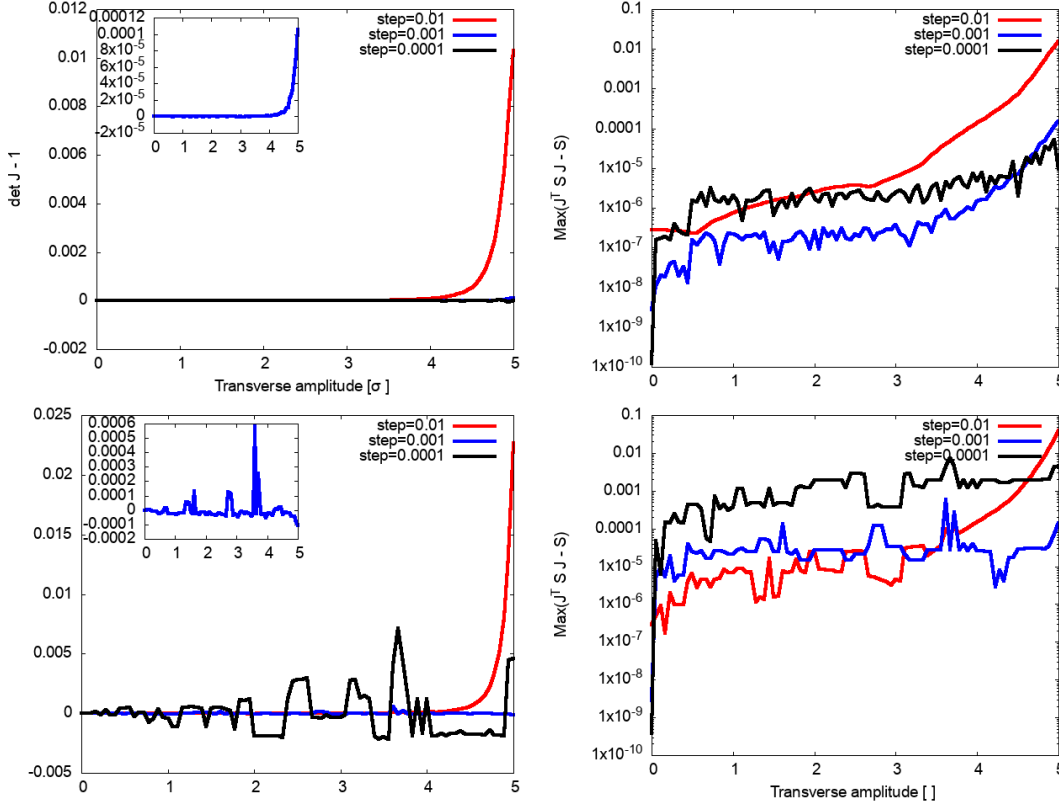 0.012
0.01
0.008
0.006
0.004
0.002
0
-0.002
det J - 1
0.00012
0.0001
8x10⁻⁵
6x10⁻⁵
4x10⁻⁵
2x10⁻⁵
0
-2x10⁻⁵
0 1 2 3 4 5
step=0.01
step=0.001
step=0.0001
0 1 2 3 4 5
Transverse amplitude [σ ]
0.1
0.01
0.001
0.0001
1x10⁻⁵
1x10⁻⁶
1x10⁻⁷
1x10⁻⁸
1x10⁻⁹
1x10⁻¹⁰
Max(Jᵀ S J - S)
step=0.01
step=0.001
step=0.0001
0 1 2 3 4 5
0.025
0.02
0.015
0.01
0.005
0
-0.005
0.0006
0.0005
0.0004
0.0003
0.0002
0.0001
0
-0.0001
-0.0002
0 1 2 3 4 5
step=0.01
step=0.001
step=0.0001
0 1 2 3 4 5
0.1
0.01
0.001
0.0001
1x10⁻⁵
1x10⁻⁶
1x10⁻⁷
1x10⁻⁸
1x10⁻⁹
1x10⁻¹⁰
Max(Jᵀ S J - S)
step=0.01
step=0.001
step=0.0001
0 1 2 3 4 5
Transverse amplitude [ ]